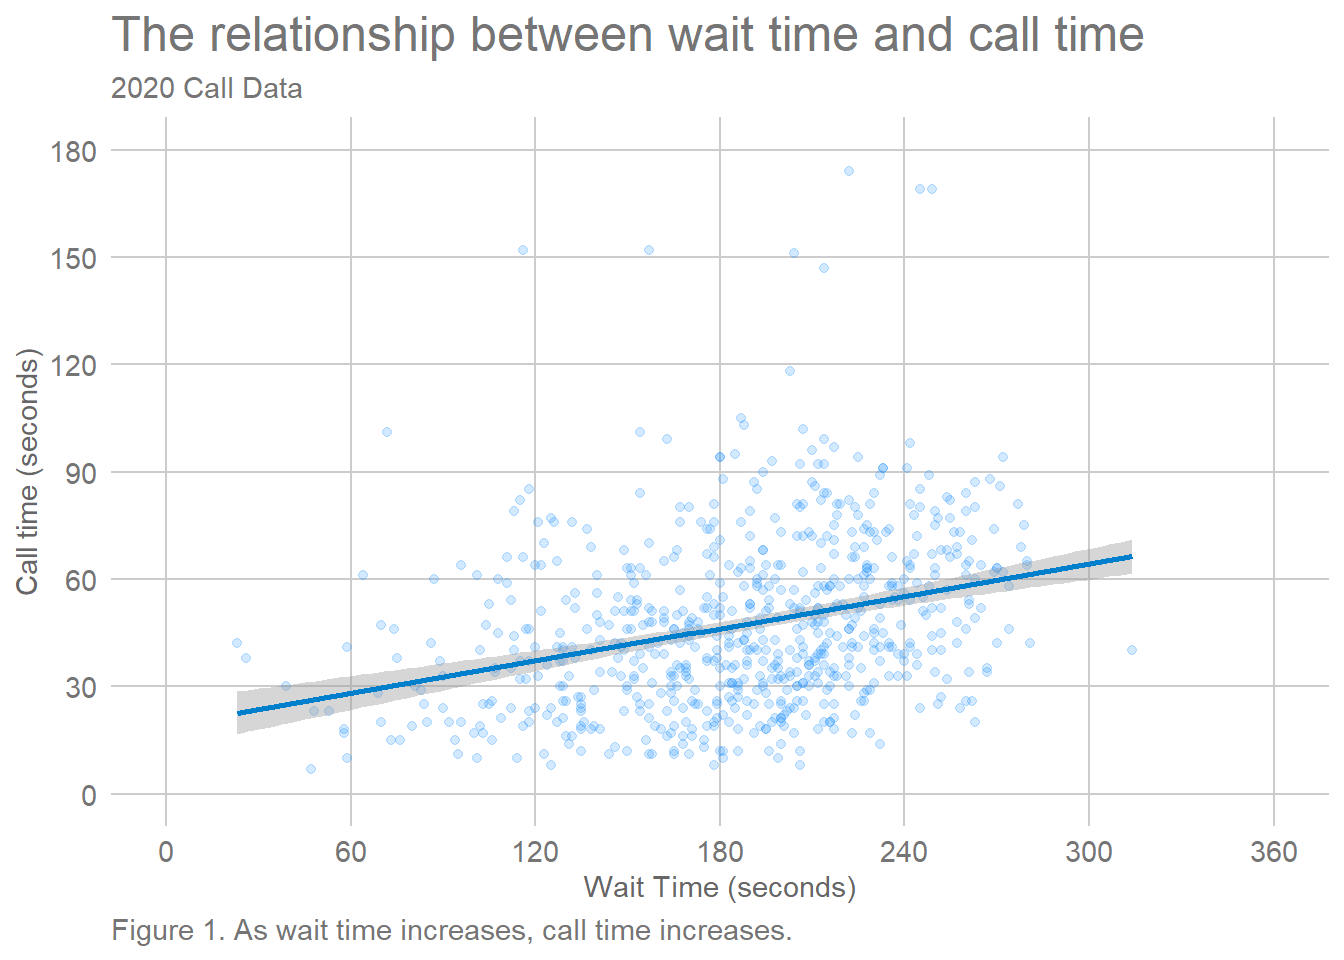 The relationship between wait time and call time
2020 Call Data
180
150
120
90
60
30
0
Call time (seconds)
0 60 120 180 240 300 360
Wait Time (seconds)
Figure 1. As wait time increases, call time increases.